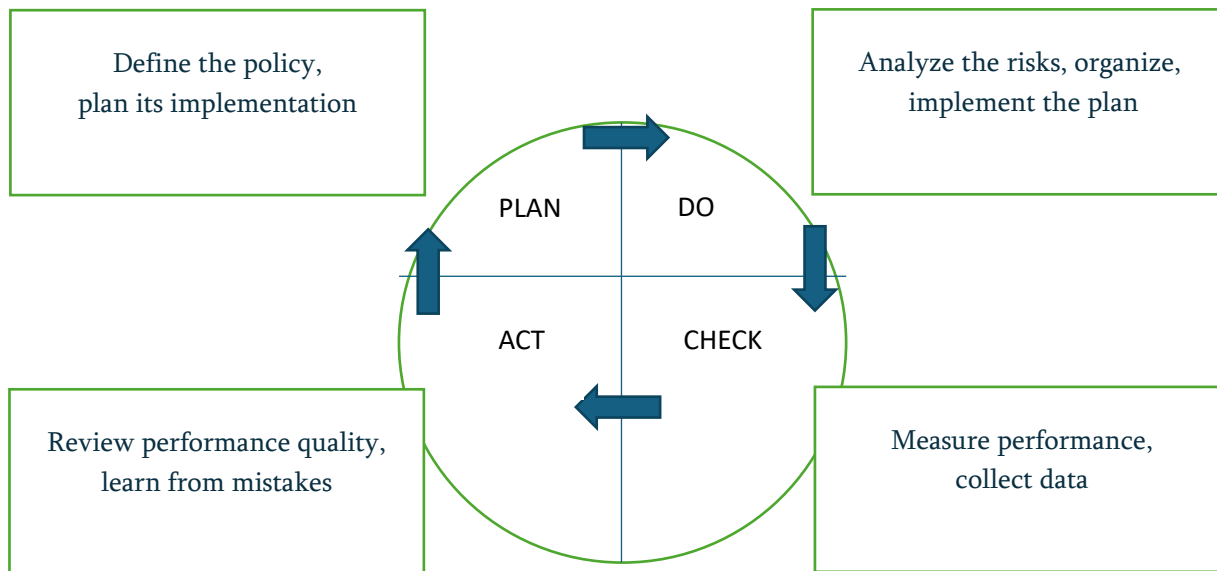 Define the policy,
plan its implementation
Analyze the risks, organize,
implement the plan
PLAN
DO
ACT
CHECK
Review performance quality,
learn from mistakes
Measure performance,
collect data